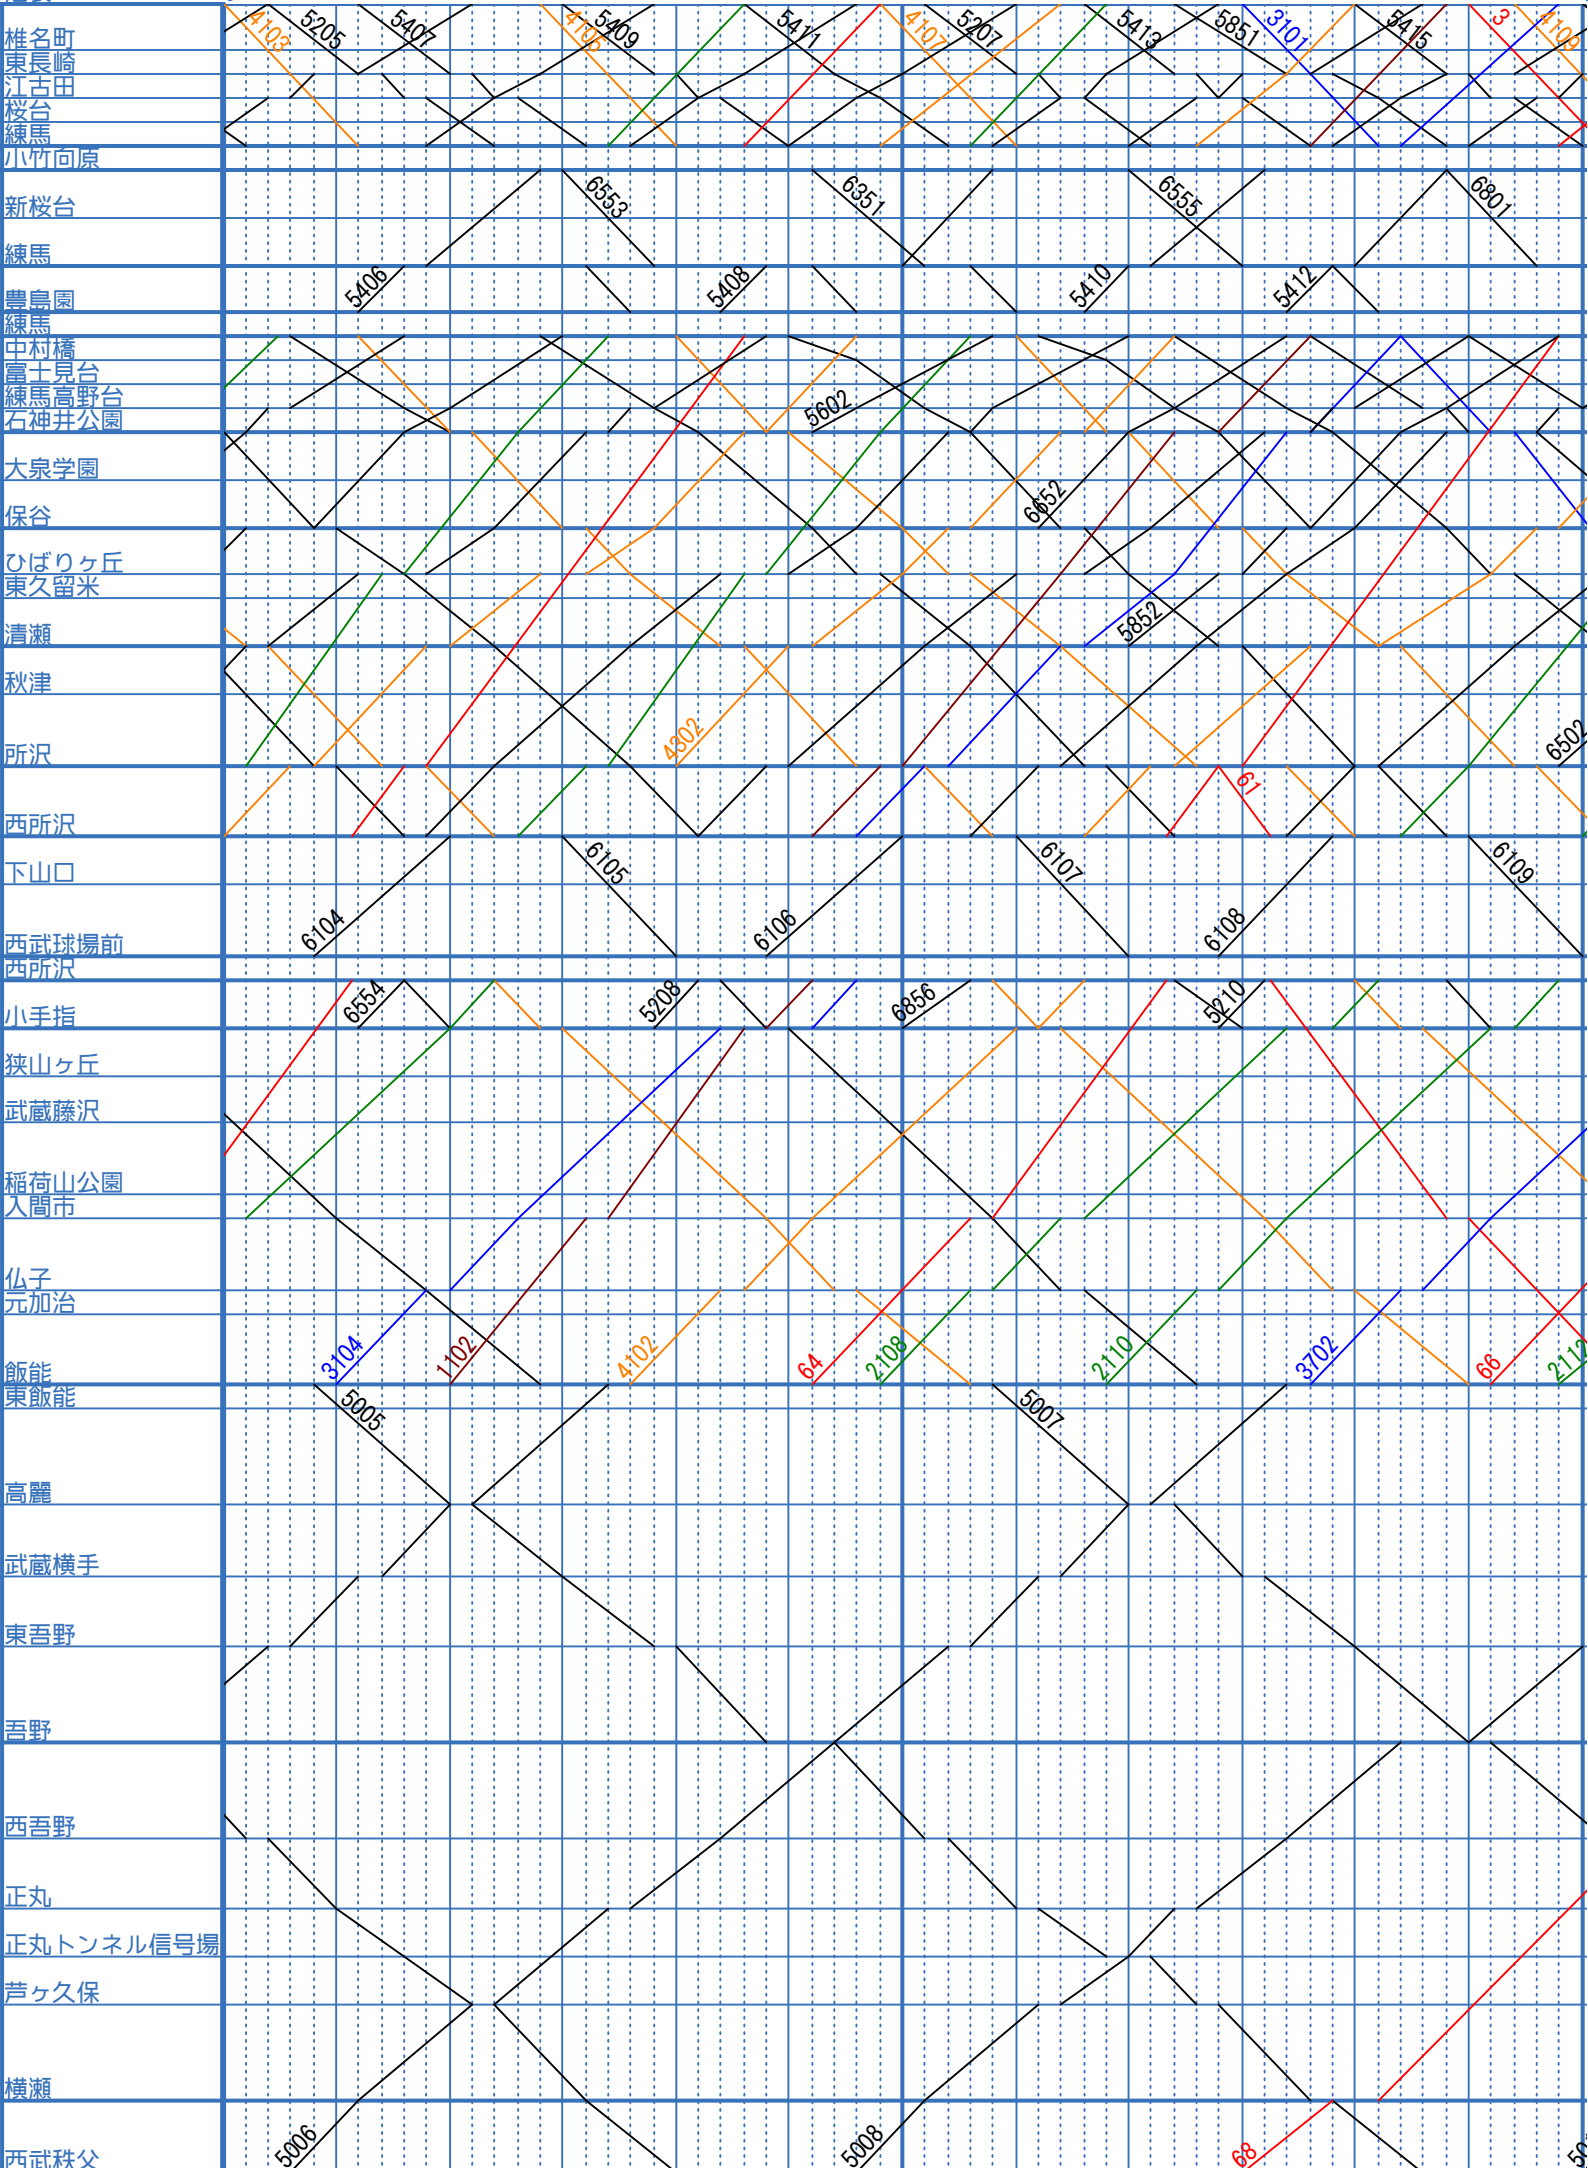 4103 5205 5407 4105 5409 5411 4107 5207 5413 5851 3101 5415 3 4109
椎名町
東長崎
江古田
桜台
練馬
小竹向原
6553 6351 6555 6801
新桜台
練馬
5406 5408 5410 5412
豊島園
練馬
中村橋
富士見台
練馬高野台
5602
石神井公園
大泉学園
6652
保谷
ひばりヶ丘
東久留米
5852
清瀬
秋津
4302 6502
所沢
61
西所沢
6105 6107 6109
下山口
6104 6106 6108
西武球場前
西所沢
6554 5208 6856 5210
小手指
狭山ヶ丘
武蔵藤沢
稲荷山公園
入間市
仏子
元加治
3104 1102 4102 64 2108 2110 3702 66 2112
飯能
東飯能
5005 5007
高麗
武蔵横手
東吾野
吾野
西吾野
正丸
正丸トンネル信号場
芦ヶ久保
横瀬
5006 5008 68
西武秩父